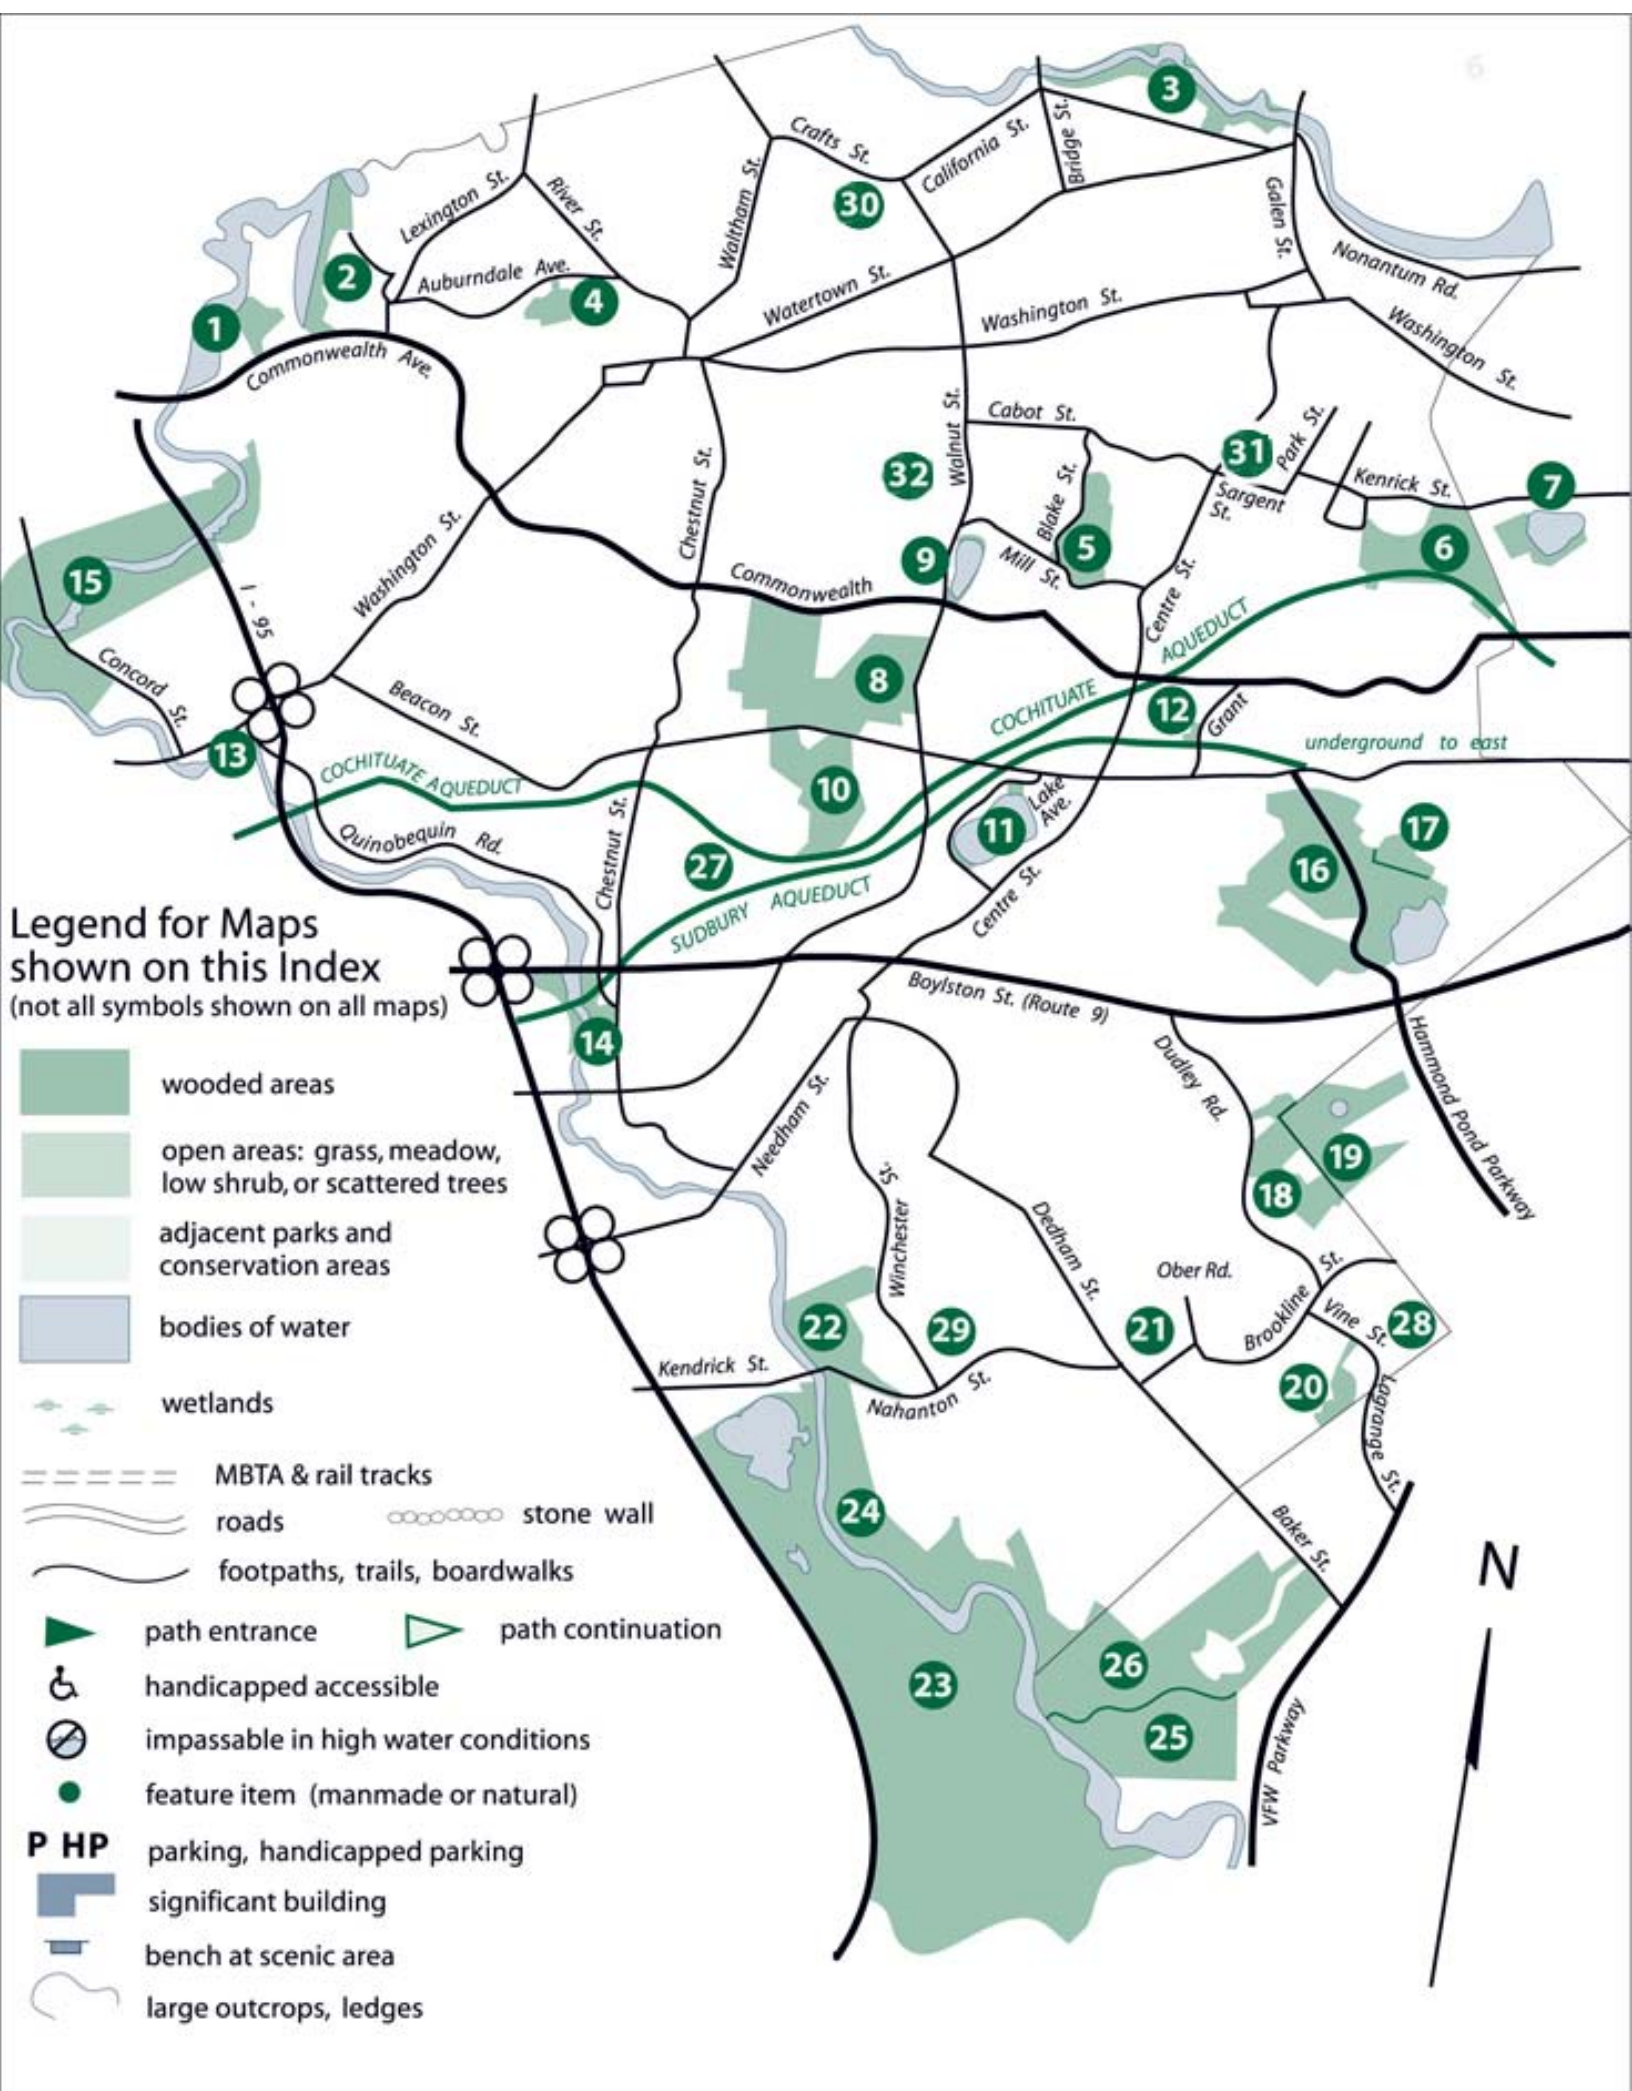 6
3
Crafts St.
California St.
Bridge St.
30
Lexington St.
River St.
Waltham St.
Galen St.
Nonantum Rd.
2
Auburndale Ave.
4
Watertown St.
Washington St.
Washington St.
1
Commonwealth Ave.
Walnut St.
Cabot St.
31
Park St.
Chestnut St.
32
Blake St.
Sargent
St.
Kenrick St.
7
Washington St.
9
Mill St.
5
6
15
I - 95
Commonwealth
Centre St.
AQUEDUCT
Concord St.
Beacon St.
8
COCHITUATE
12
Grant
underground to east
13
COCHITUATE AQUEDUCT
10
Lake
Ave.
11
17
Quinobequin Rd.
Chestnut St.
27
16
SUDBURY AQUEDUCT
Centre St.
Legend for Maps
shown on this Index
(not all symbols shown on all maps)
Boylston St. (Route 9)
14
Dudley Rd.
Hammond Pond Parkway
wooded areas
Needham St.
19
18
open areas: grass, meadow,
low shrub, or scattered trees
Winchester St.
Dedham St.
adjacent parks and
conservation areas
Ober Rd.
Brookline St.
Vine St.
28
22
29
21
bodies of water
Kendrick St.
Nahanton St.
20
Lagrange St.
wetlands
MBTA & rail tracks
roads
stone wall
24
Baker St.
N
footpaths, trails, boardwalks
path entrance
path continuation
26
23
handicapped accessible
25
VFW Parkway
impassable in high water conditions
feature item (manmade or natural)
P HP
parking, handicapped parking
significant building
bench at scenic area
large outcrops, ledges